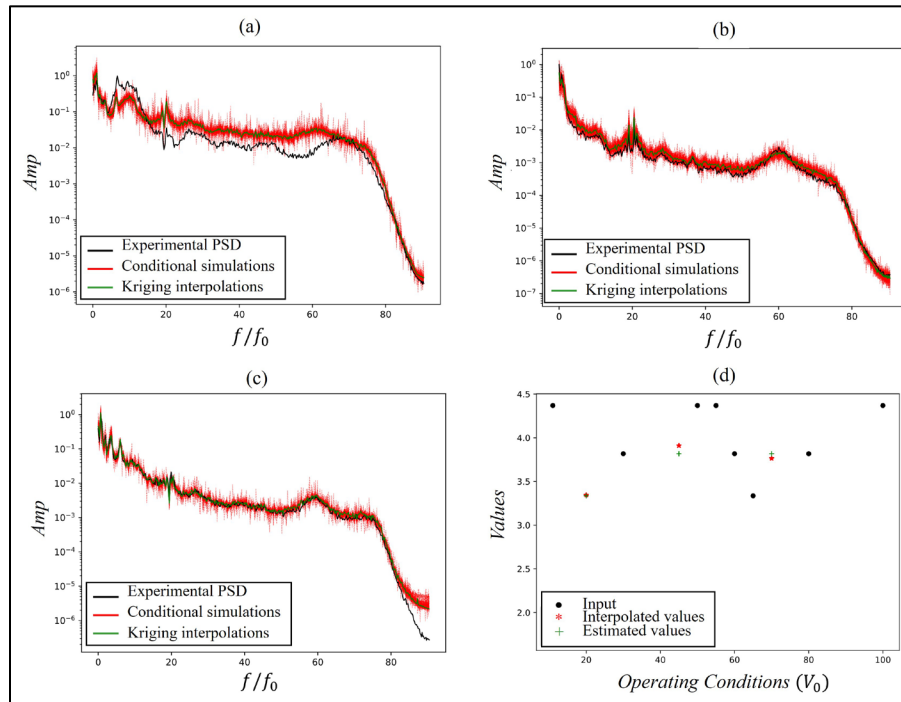 (a)
10⁰
10⁻¹
10⁻²
10⁻³
10⁻⁴
10⁻⁵
10⁻⁶
Amp
Experimental PSD
Conditional simulations
Kriging interpolations
0 20 40 60 80
f/f₀
(b)
10⁰
10⁻¹
10⁻²
10⁻³
10⁻⁴
10⁻⁵
10⁻⁶
10⁻⁷
Amp
Experimental PSD
Conditional simulations
Kriging interpolations
0 20 40 60 80
f/f₀
(c)
10⁰
10⁻¹
10⁻²
10⁻³
10⁻⁴
10⁻⁵
10⁻⁶
Amp
Experimental PSD
Conditional simulations
Kriging interpolations
0 20 40 60 80
f/f₀
(d)
4.5
4.0
3.5
3.0
2.5
2.0
Values
Input
Interpolated values
Estimated values
20 40 60 80 100
Operating Conditions (V₀)